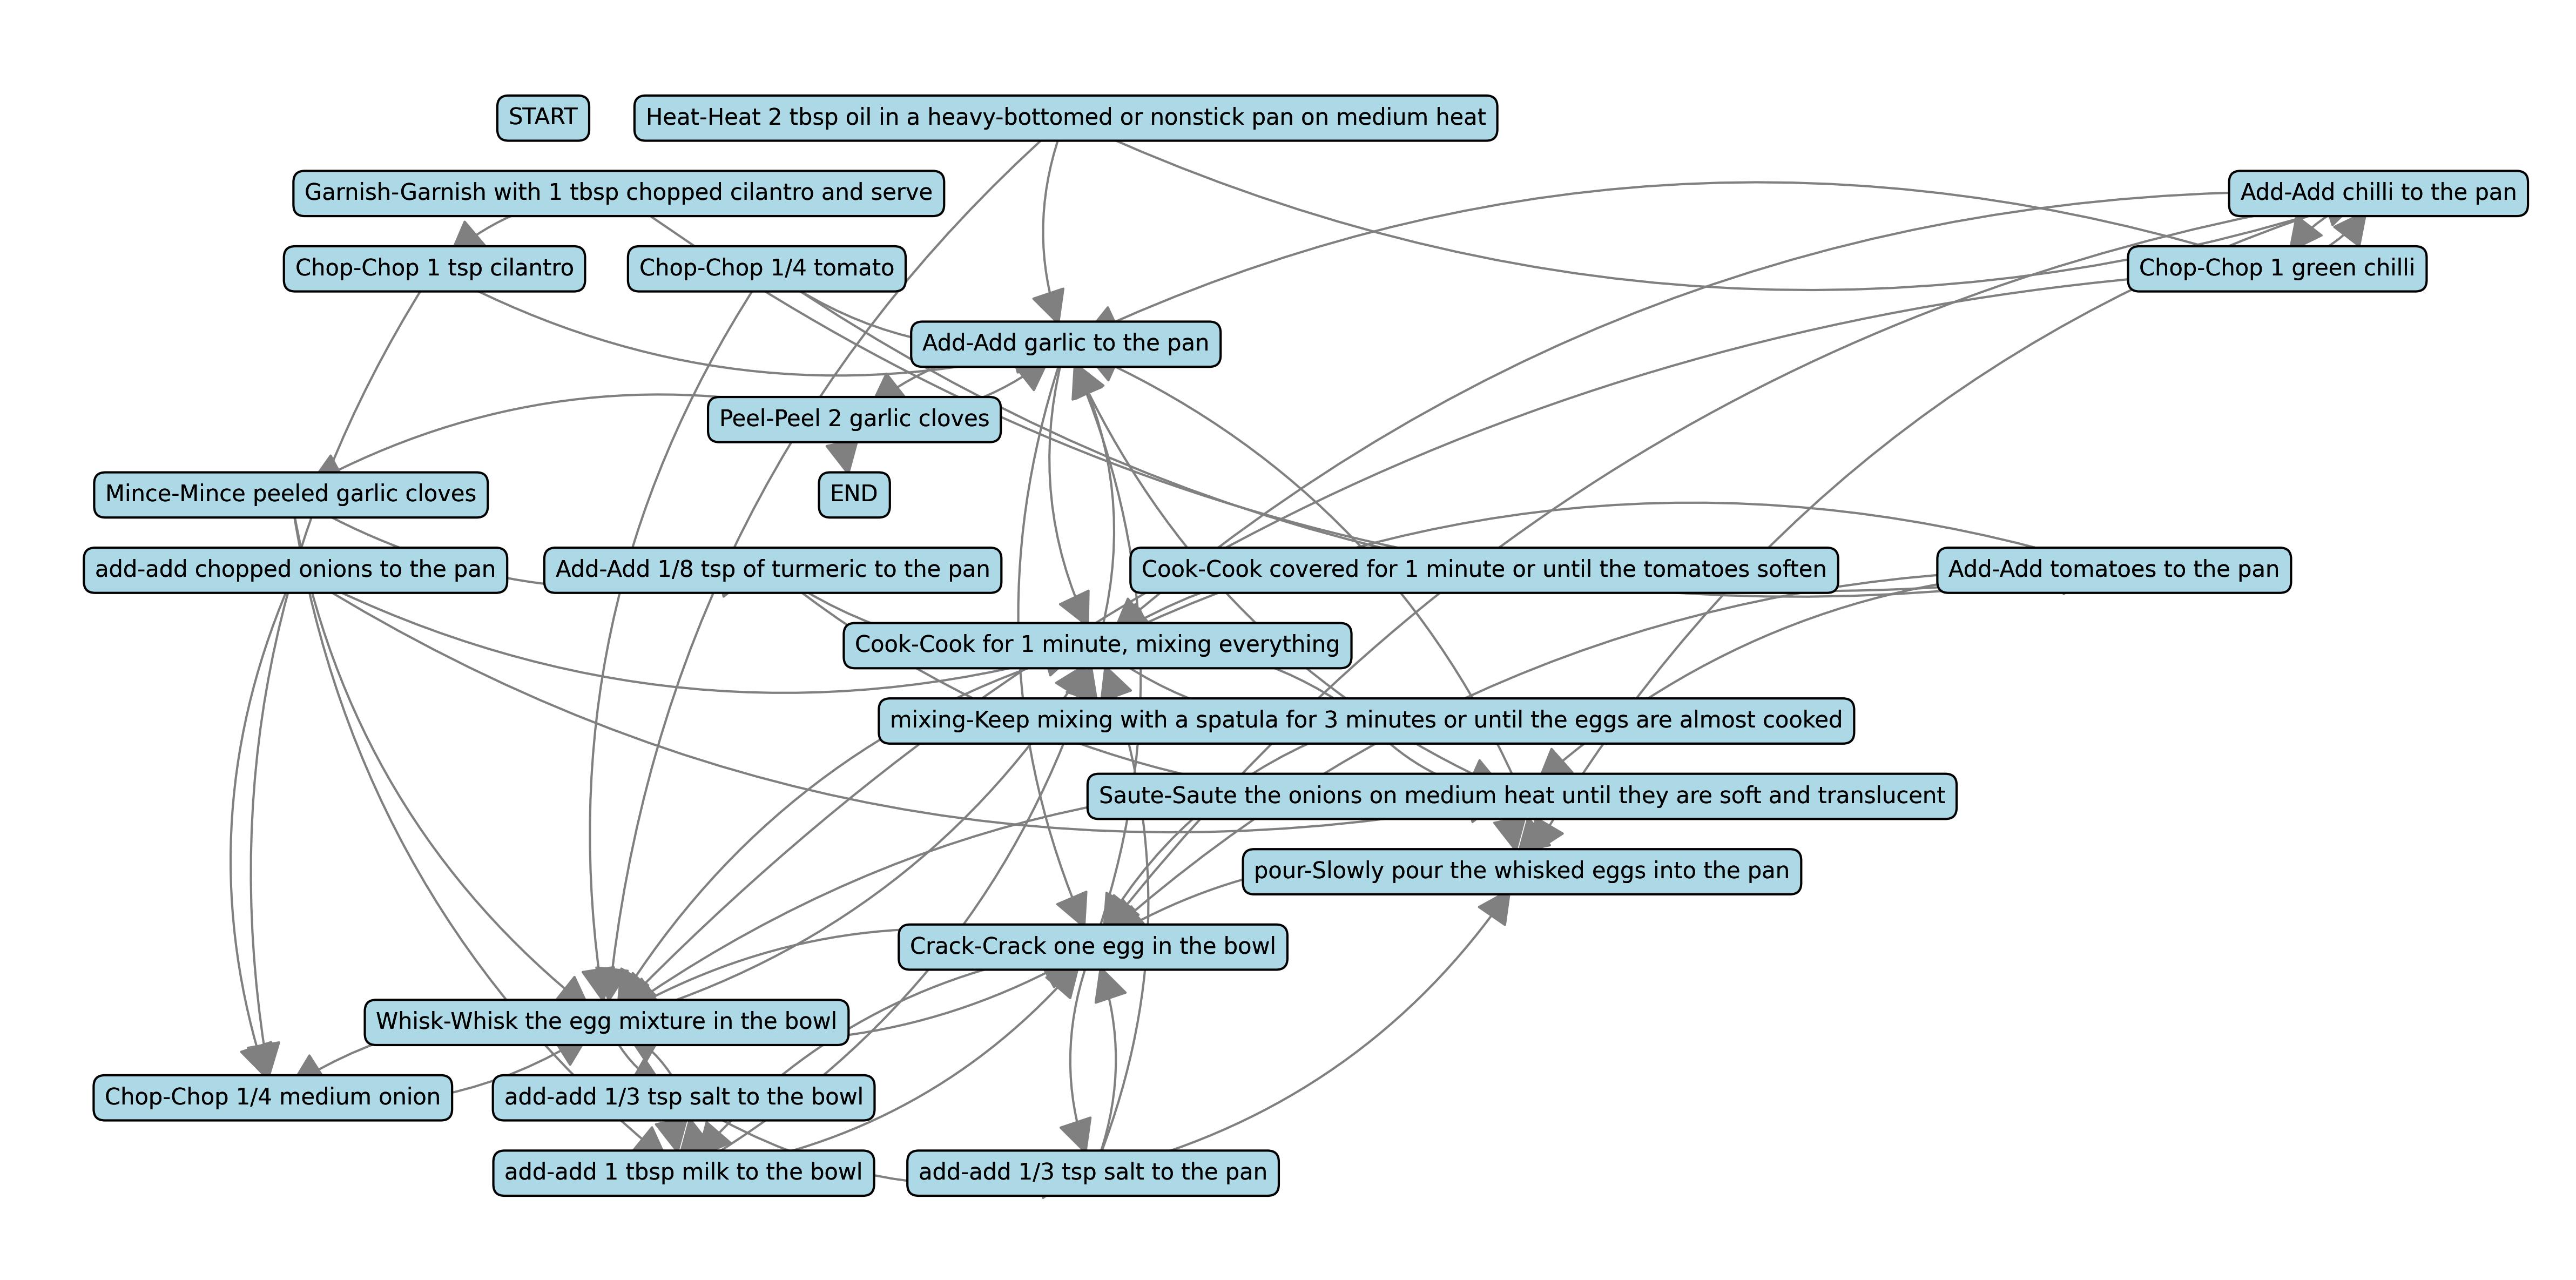 START
Heat-Heat 2 tbsp oil in a heavy-bottomed or nonstick pan on medium heat
Garnish-Garnish with 1 tbsp chopped cilantro and serve
Add-Add chilli to the pan
Chop-Chop 1 tsp cilantro
Chop-Chop 1/4 tomato
Chop-Chop 1 green chilli
Add-Add garlic to the pan
Peel-Peel 2 garlic cloves
Mince-Mince peeled garlic cloves
END
add-add chopped onions to the pan
Add-Add 1/8 tsp of turmeric to the pan
Cook-Cook covered for 1 minute or until the tomatoes soften
Add-Add tomatoes to the pan
Cook-Cook for 1 minute, mixing everything
mixing-Keep mixing with a spatula for 3 minutes or until the eggs are almost cooked
Saute-Saute the onions on medium heat until they are soft and translucent
pour-Slowly pour the whisked eggs into the pan
Crack-Crack one egg in the bowl
Whisk-Whisk the egg mixture in the bowl
Chop-Chop 1/4 medium onion
add-add 1/3 tsp salt to the bowl
add-add 1 tbsp milk to the bowl
add-add 1/3 tsp salt to the pan